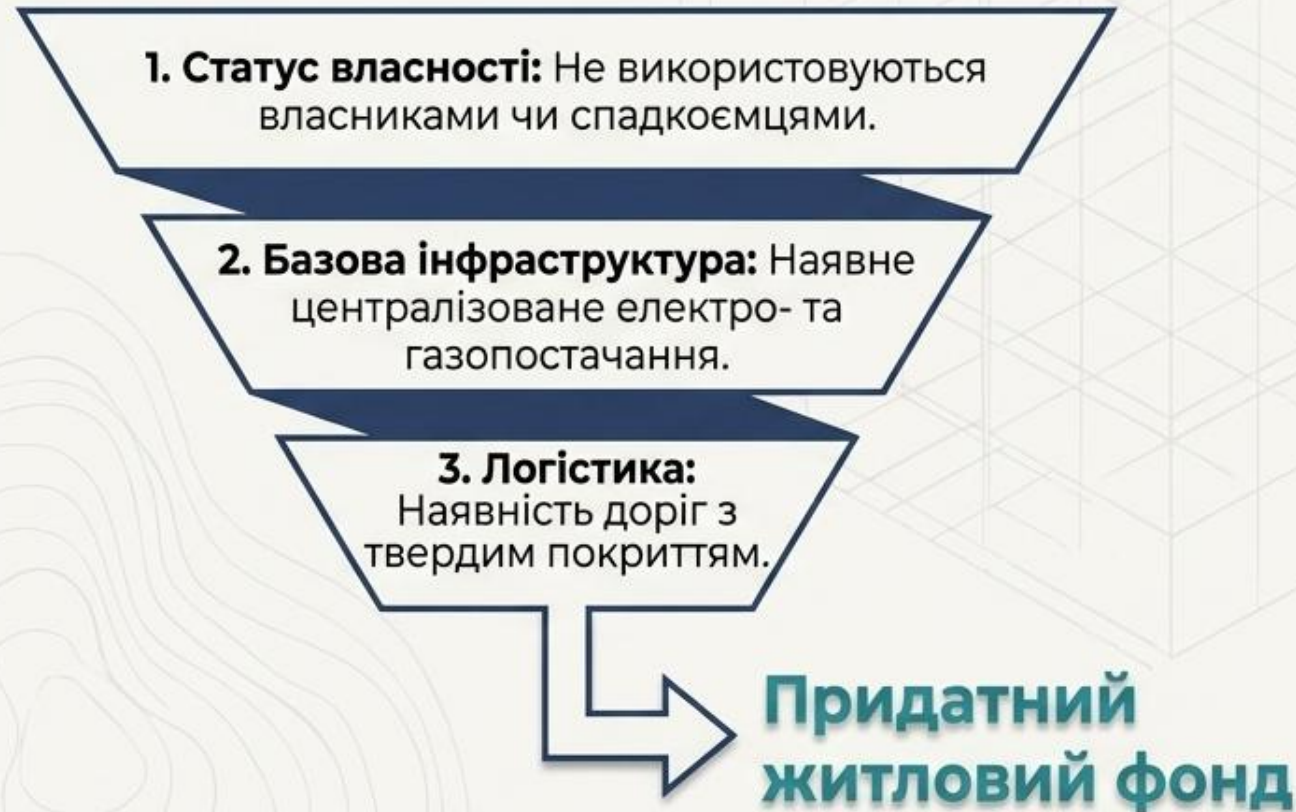 1. Статус власності: Не використовуються
власниками чи спадкоємцями.
2. Базова інфраструктура: Наявне
централізоване електро- та
газопостачання.
3. Логістика:
Наявність доріг з
твердим покриттям.
Придатний
житловий фонд